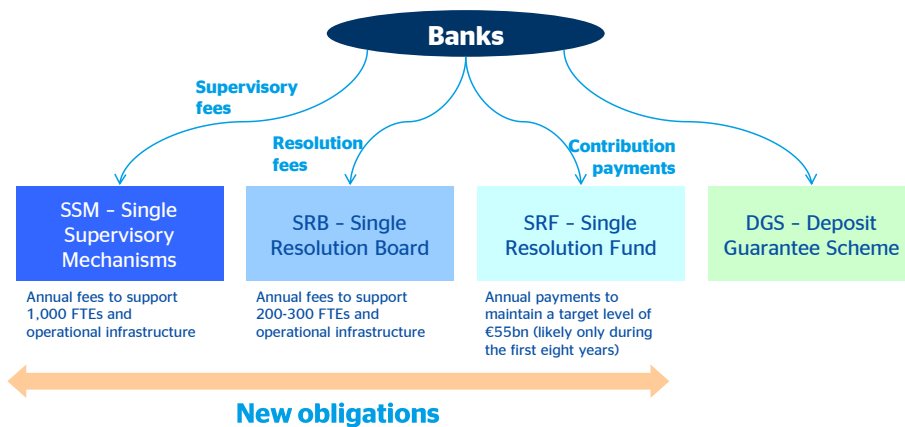 Banks
Supervisory
fees
Resolution
fees
Contribution
payments
SSM – Single
Supervisory
Mechanisms
SRB – Single
Resolution Board
SRF – Single
Resolution Fund
DGS – Deposit
Guarantee Scheme
Annual fees to support
1,000 FTEs and
operational infrastructure
Annual fees to support
200-300 FTEs and
operational infrastructure
Annual payments to
maintain a target level of
€55bn (likely only during
the first eight years)
New obligations